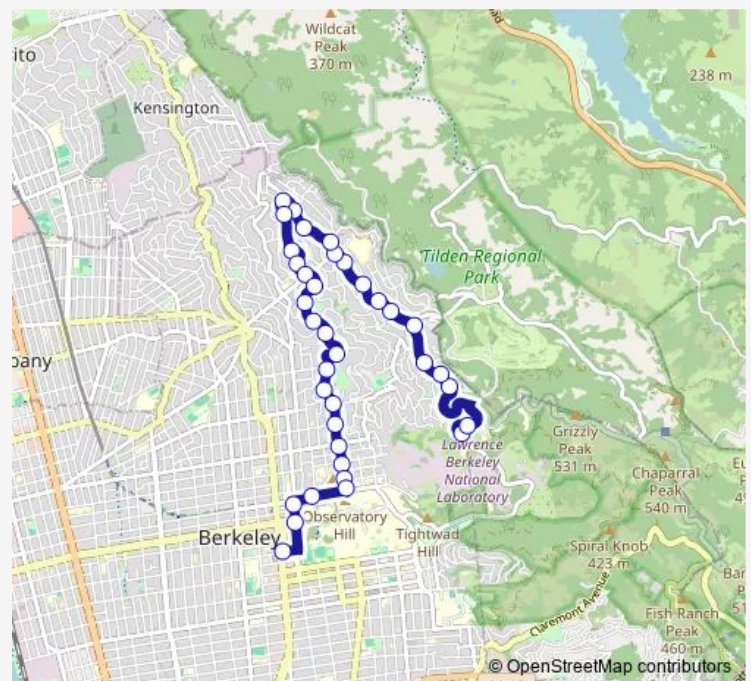 Wildcat
Peak
370 m
ito
238 m
Kensington
Tilden Regional
Park
bany
Grizzly
Peak
531 m
Lawrence
Berkeley
National
Laboratory
Chaparral
Peak
540 m
Observatory
Hill
Berkeley
Tightwad
Hill
Spiral Knob
423 m
Claremont Avenue
Fish Ranch
Peak
460 m
© OpenStreetMap contributors